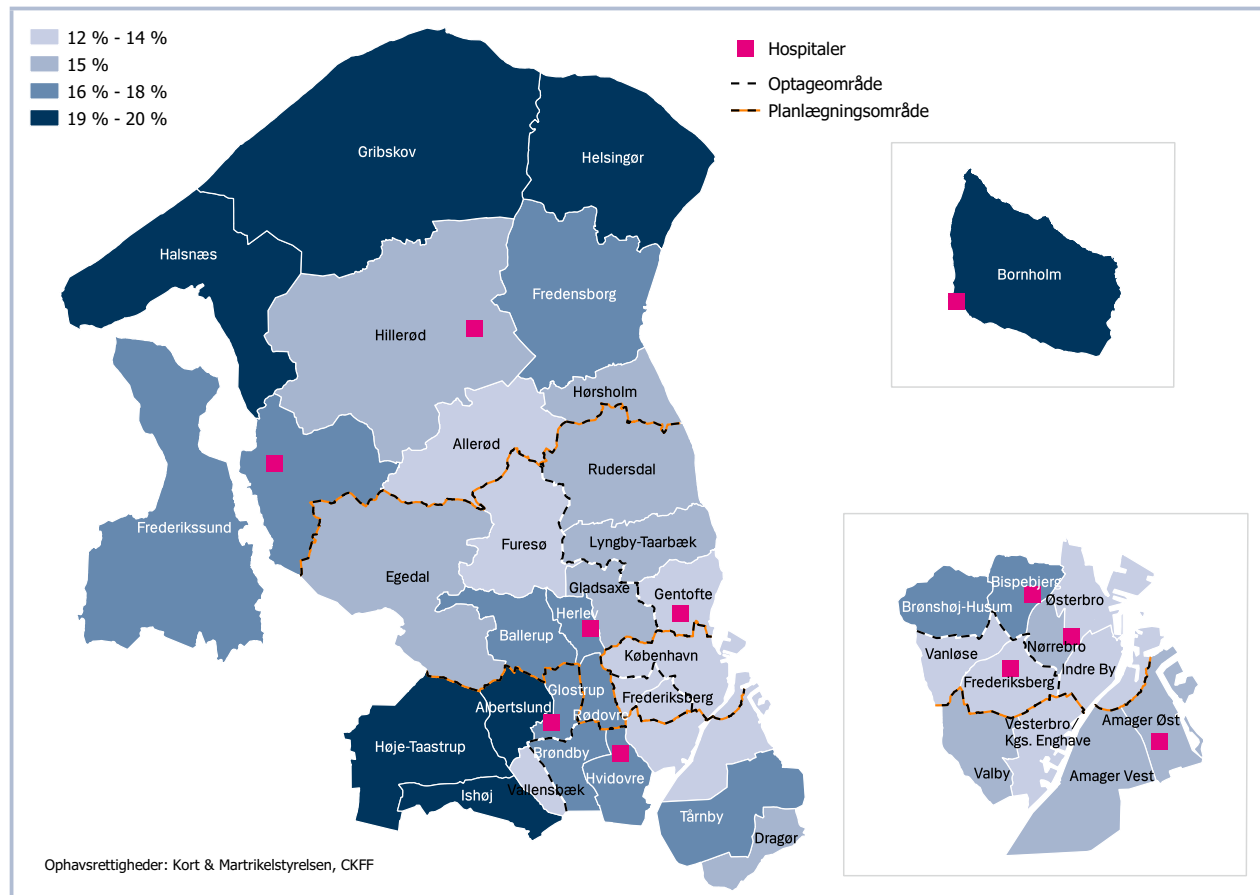 12 % - 14 %
15 %
16 % - 18 %
19 % - 20 %
Hospitaler
Optageområde
Planlægningsområde
Gribskov
Helsingør
Halsnæs
Fredensborg
Hillerød
Bornholm
Hørsholm
Allerød
Rudersdal
Frederikssund
Furesø
Lyngby-Taarbæk
Egedal
Gladsaxe
Gentofte
Herlev
Ballerup
København
Glostrup
Frederiksberg
Albertslund
Rødovre
Høje-Taastrup
Brøndby
Hvidovre
Vallensbæk
Ishøj
Tårnby
Dragør
Bispebjerg
Brønshøj-Husum
Østerbro
Nørrebro
Vanløse
Indre By
Frederiksberg
Vesterbro
Kgs. Enghave
Amager Øst
Valby
Amager Vest
Ophavsrettigheder: Kort & Martrikelstyrelsen, CKFF